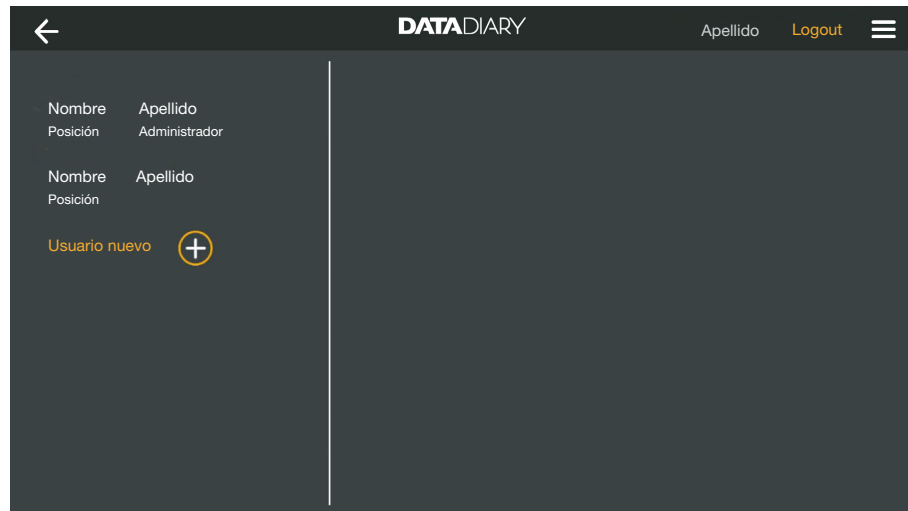 DATADIARY Apellido Logout
Nombre Apellido
Posición Administrador
Nombre Apellido
Posición
Usuario nuevo